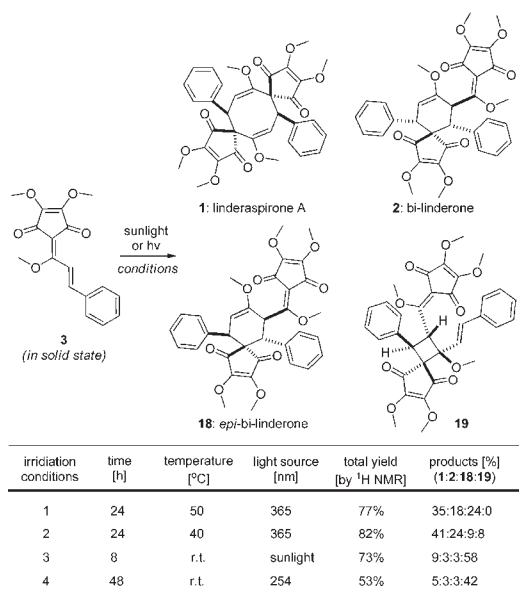 1: linderaspirone A
2: bi-linderone
3
(in solid state)
sunlight
or hv
conditions
18: epi-bi-linderone
19
irridiation conditions	time [h]	temperature [°C]	light source [nm]	total yield [by ¹H NMR]	products [%] (1:2:18:19)
1	24	50	365	77%	35:18:24:0
2	24	40	365	82%	41:24:9:8
3	8	r.t.	sunlight	73%	9:3:3:58
4	48	r.t.	254	53%	5:3:3:42